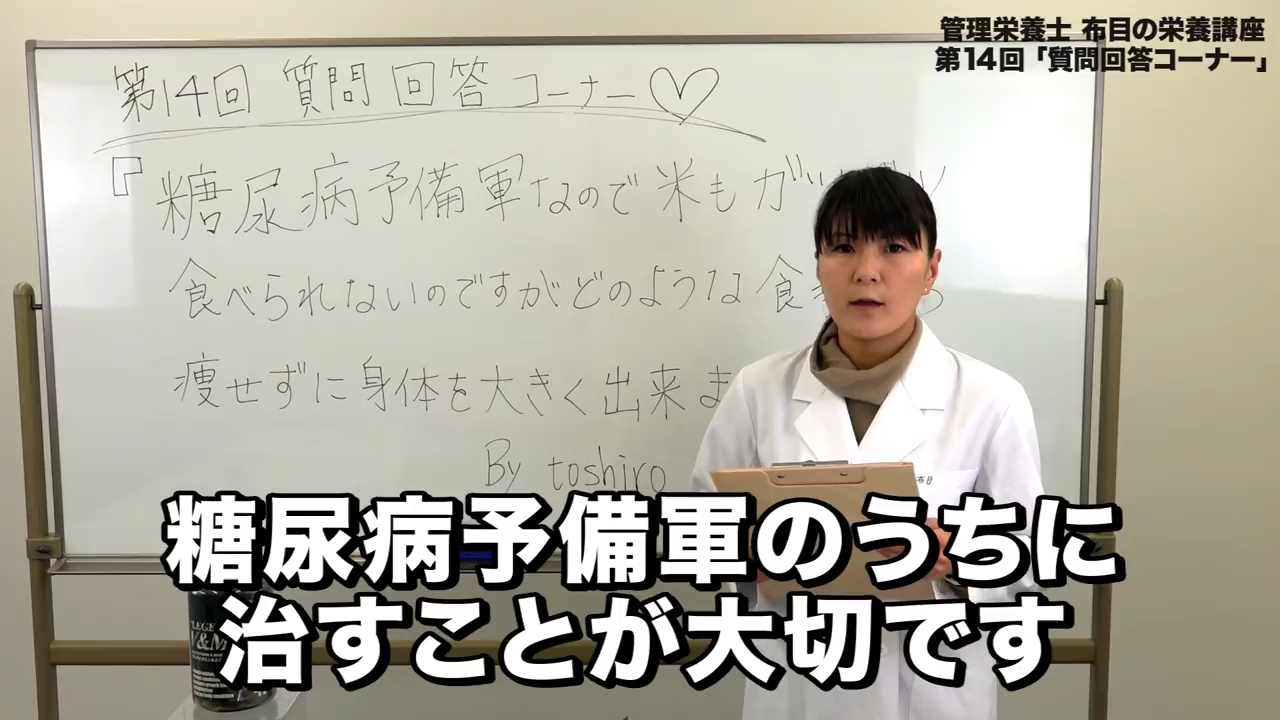 管理栄養士 布目の栄養講座
第14回「質問回答コーナー」
第14回 質問回答コーナー♡
『糖尿病予備軍なので米もガッ
食べられないのですがどのような食
痩せずに身体を大きく出来ま
By toshiro
布目
糖尿病予備軍のうちに
治すことが大切です
V&M